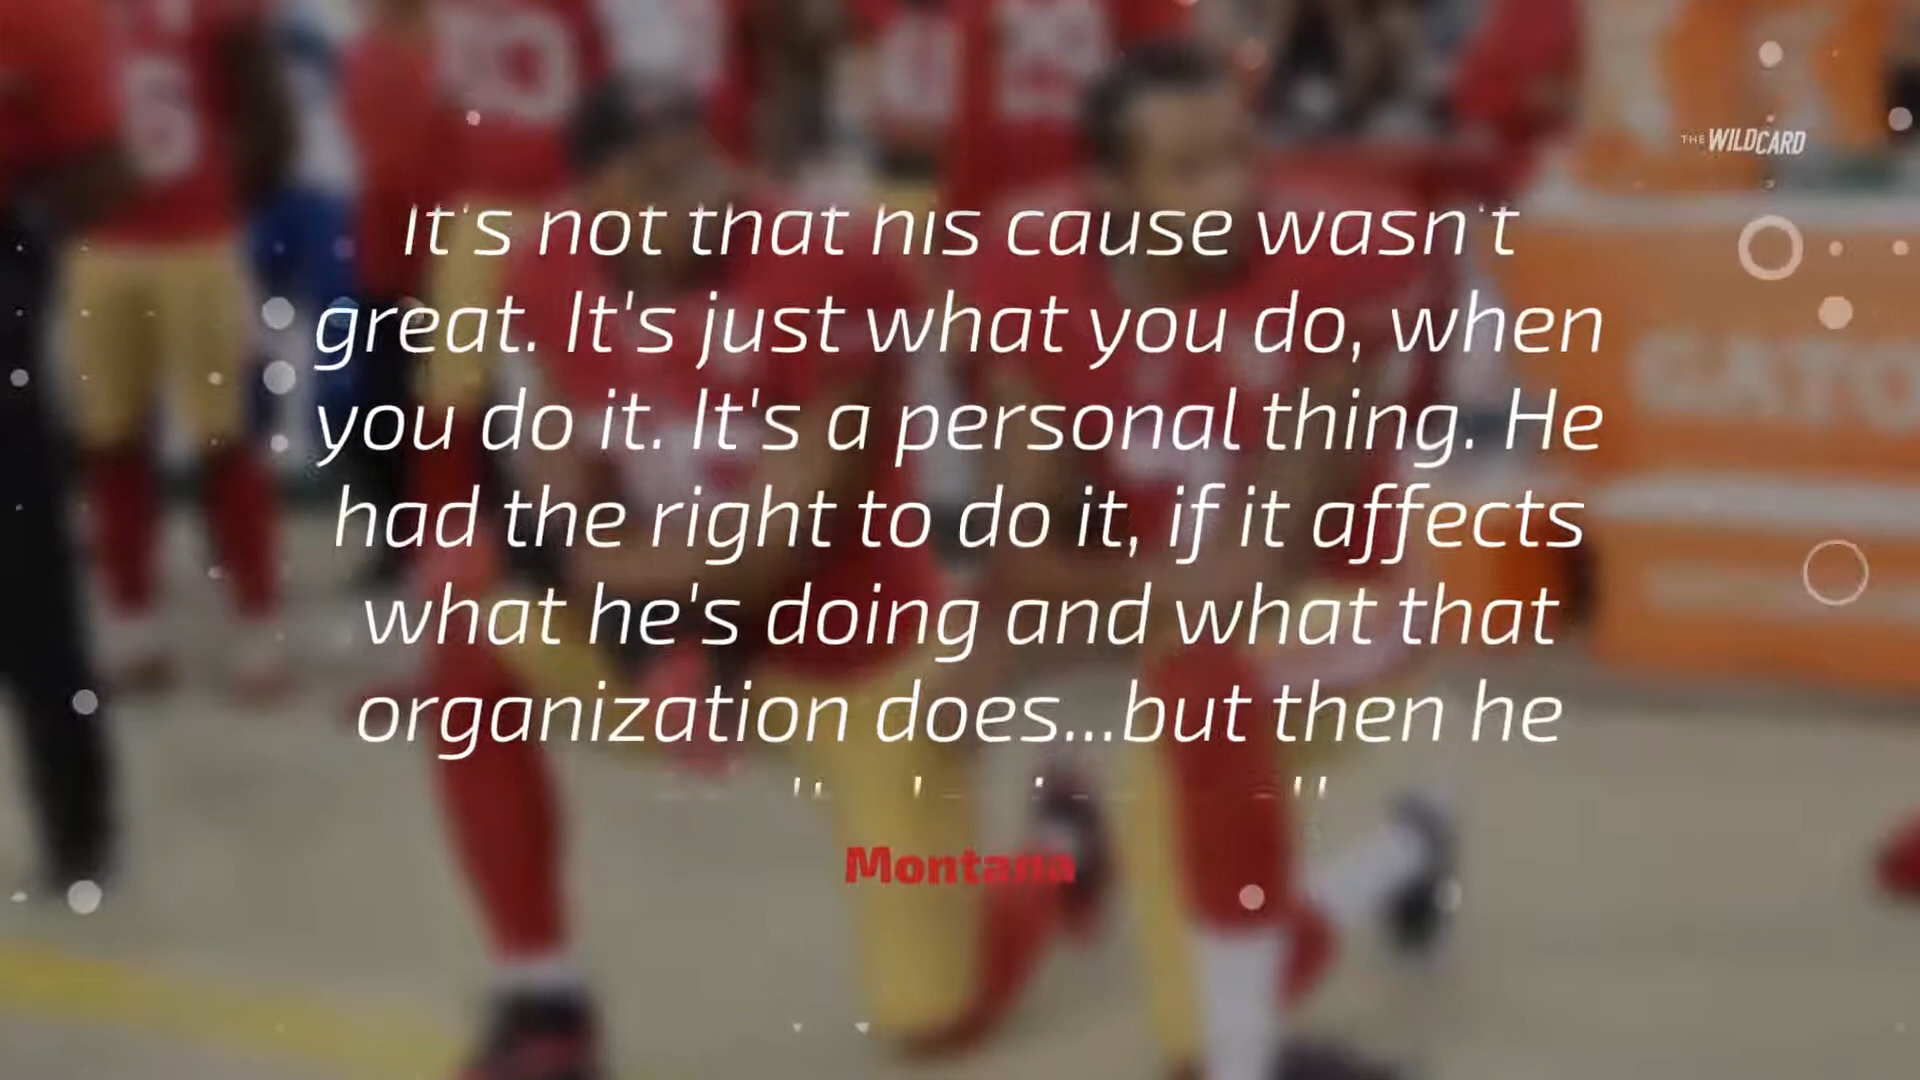 THE WILDCARD
It's not that his cause wasn't
great. It's just what you do, when
you do it. It's a personal thing. He
had the right to do it, if it affects
what he's doing and what that
organization does...but then he
Montana